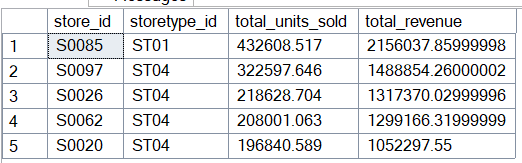 store_id storetype_id total_units_sold total_revenue
1 S0085 ST01 432608.517 2156037.85999998
2 S0097 ST04 322597.646 1488854.26000002
3 S0026 ST04 218628.704 1317370.02999996
4 S0062 ST04 208001.063 1299166.31999999
5 S0020 ST04 196840.589 1052297.55